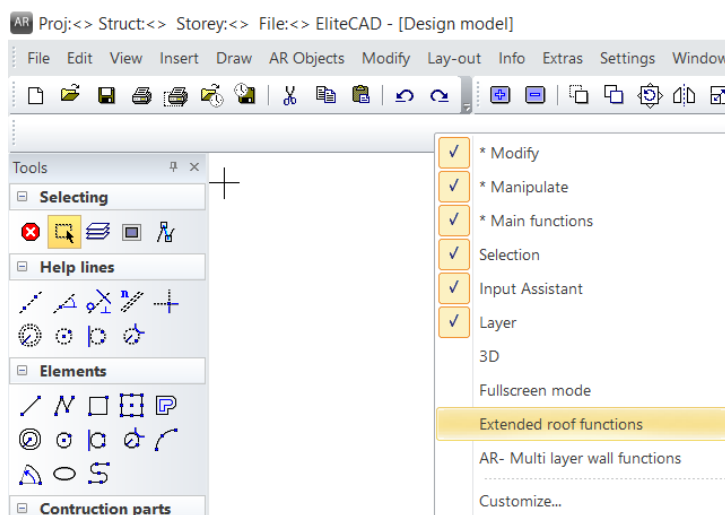 AR Proj:<> Struct:<> Storey:<> File:<> EliteCAD - [Design model]
File Edit View Insert Draw AR Objects Modify Lay-out Info Extras Settings Window
Tools
Selecting
Help lines
n
Elements
Contruction parts
* Modify
* Manipulate
* Main functions
Selection
Input Assistant
Layer
3D
Fullscreen mode
Extended roof functions
AR- Multi layer wall functions
Customize...